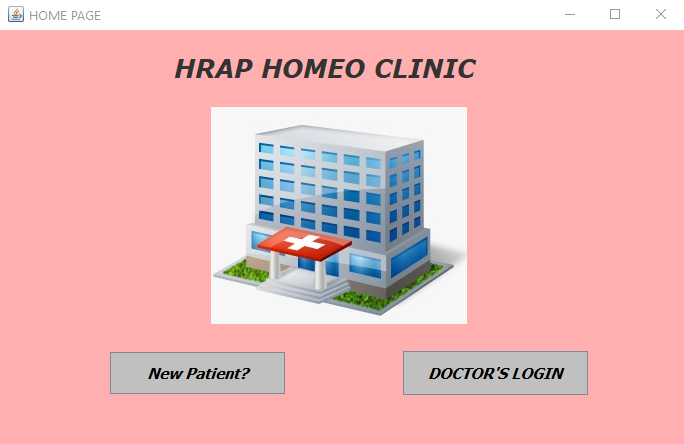 HOME PAGE
HRAP HOMEO CLINIC
New Patient?
DOCTOR'S LOGIN